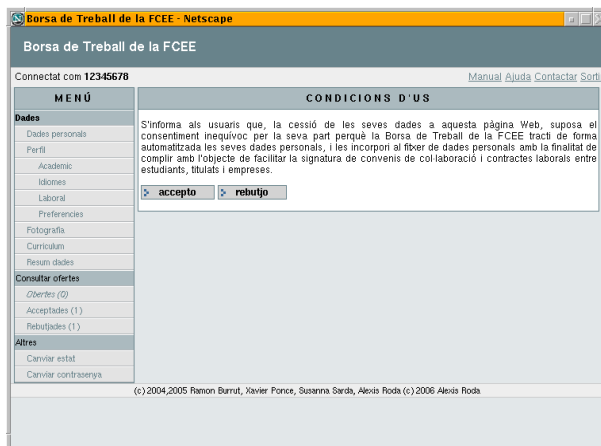 Borsa de Treball de la FCEE - Netscape
Borsa de Treball de la FCEE
Connectat com 12345678
Manual Ajuda Contactar Sorti
MENÚ
Dades
Dades personals
Perfil
Academic
Idiomes
Laboral
Preferencies
Fotografia
Curriculum
Resum dades
Consultar ofertes
Obertes (0)
Acceptades (1)
Rebutjades (1)
Altres
Canviar estat
Canviar contrasenya
CONDICIONS D'US
S'informa als usuaris que, la cessió de les seves dades a aquesta pàgina Web, suposa el
consentiment inequívoc per la seva part perquè la Borsa de Treball de la FCEE tracti de forma
automatitzada les seves dades personals, i les incorpori al fitxer de dades personals amb la finalitat de
complir amb l'objecte de facilitar la signatura de convenis de col·laboració i contractes laborals entre
estudiants, titulats i empreses.
accepto
rebutjo
(c) 2004,2005 Ramon Burrut, Xavier Ponce, Susanna Sarda, Alexis Roda (c) 2006 Alexis Roda